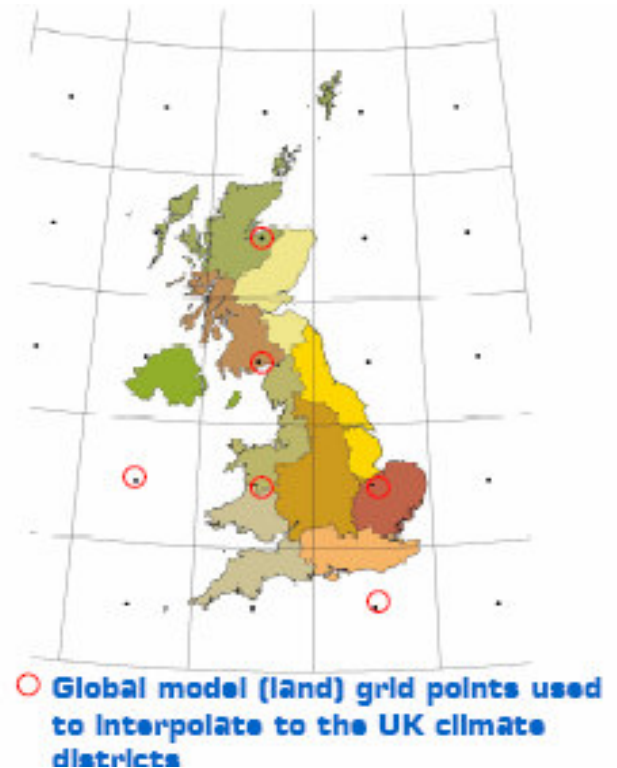 Global model (land) grid points used
to interpolate to the UK climate
districts